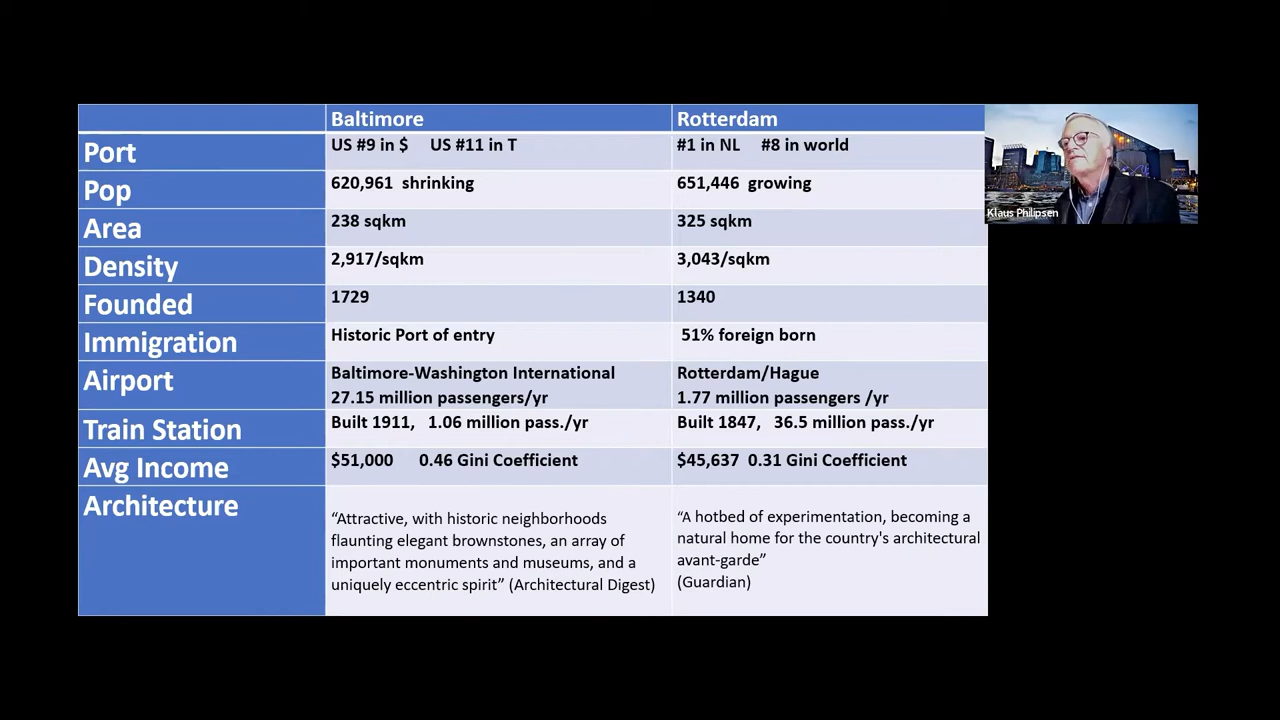 Baltimore Rotterdam
Port US #9 in $ US #11 in T #1 in NL #8 in world
Pop 620,961 shrinking 651,446 growing
Area 238 sqkm 325 sqkm
Density 2,917/sqkm 3,043/sqkm
Founded 1729 1340
Immigration Historic Port of entry 51% foreign born
Airport Baltimore-Washington International Rotterdam/Hague
27.15 million passengers/yr 1.77 million passengers /yr
Train Station Built 1911, 1.06 million pass./yr Built 1847, 36.5 million pass./yr
Avg Income $51,000 0.46 Gini Coefficient $45,637 0.31 Gini Coefficient
Architecture
“Attractive, with historic neighborhoods
flaunting elegant brownstones, an array of
important monuments and museums, and a
uniquely eccentric spirit” (Architectural Digest)
“A hotbed of experimentation, becoming a
natural home for the country's architectural
avant-garde”
(Guardian)
Klaus Philipsen